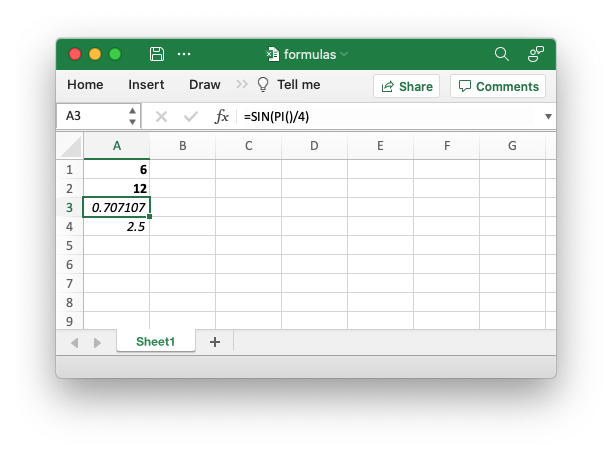 formulas
Home Insert Draw Tell me Share Comments
A3 fx =SIN(PI()/4)
A B C D E F G
1 6
2 12
3 0.707107
4 2.5
5
6
7
8
9
Sheet1 +